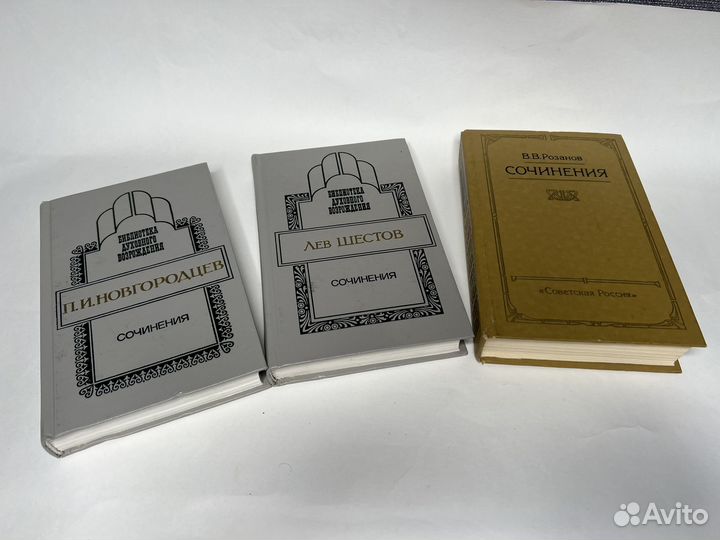 БИБЛИОТЕКА
ДУХОВНОГО
ВОЗРОЖДЕНИЯ
П.И.НОВГОРОДЦЕВ
СОЧИНЕНИЯ
БИБЛИОТЕКА
ДУХОВНОГО
ВОЗРОЖДЕНИЯ
ЛЕВ ШЕСТОВ
СОЧИНЕНИЯ
В.В.Розанов
СОЧИНЕНИЯ
«Советская Россия»
Avito